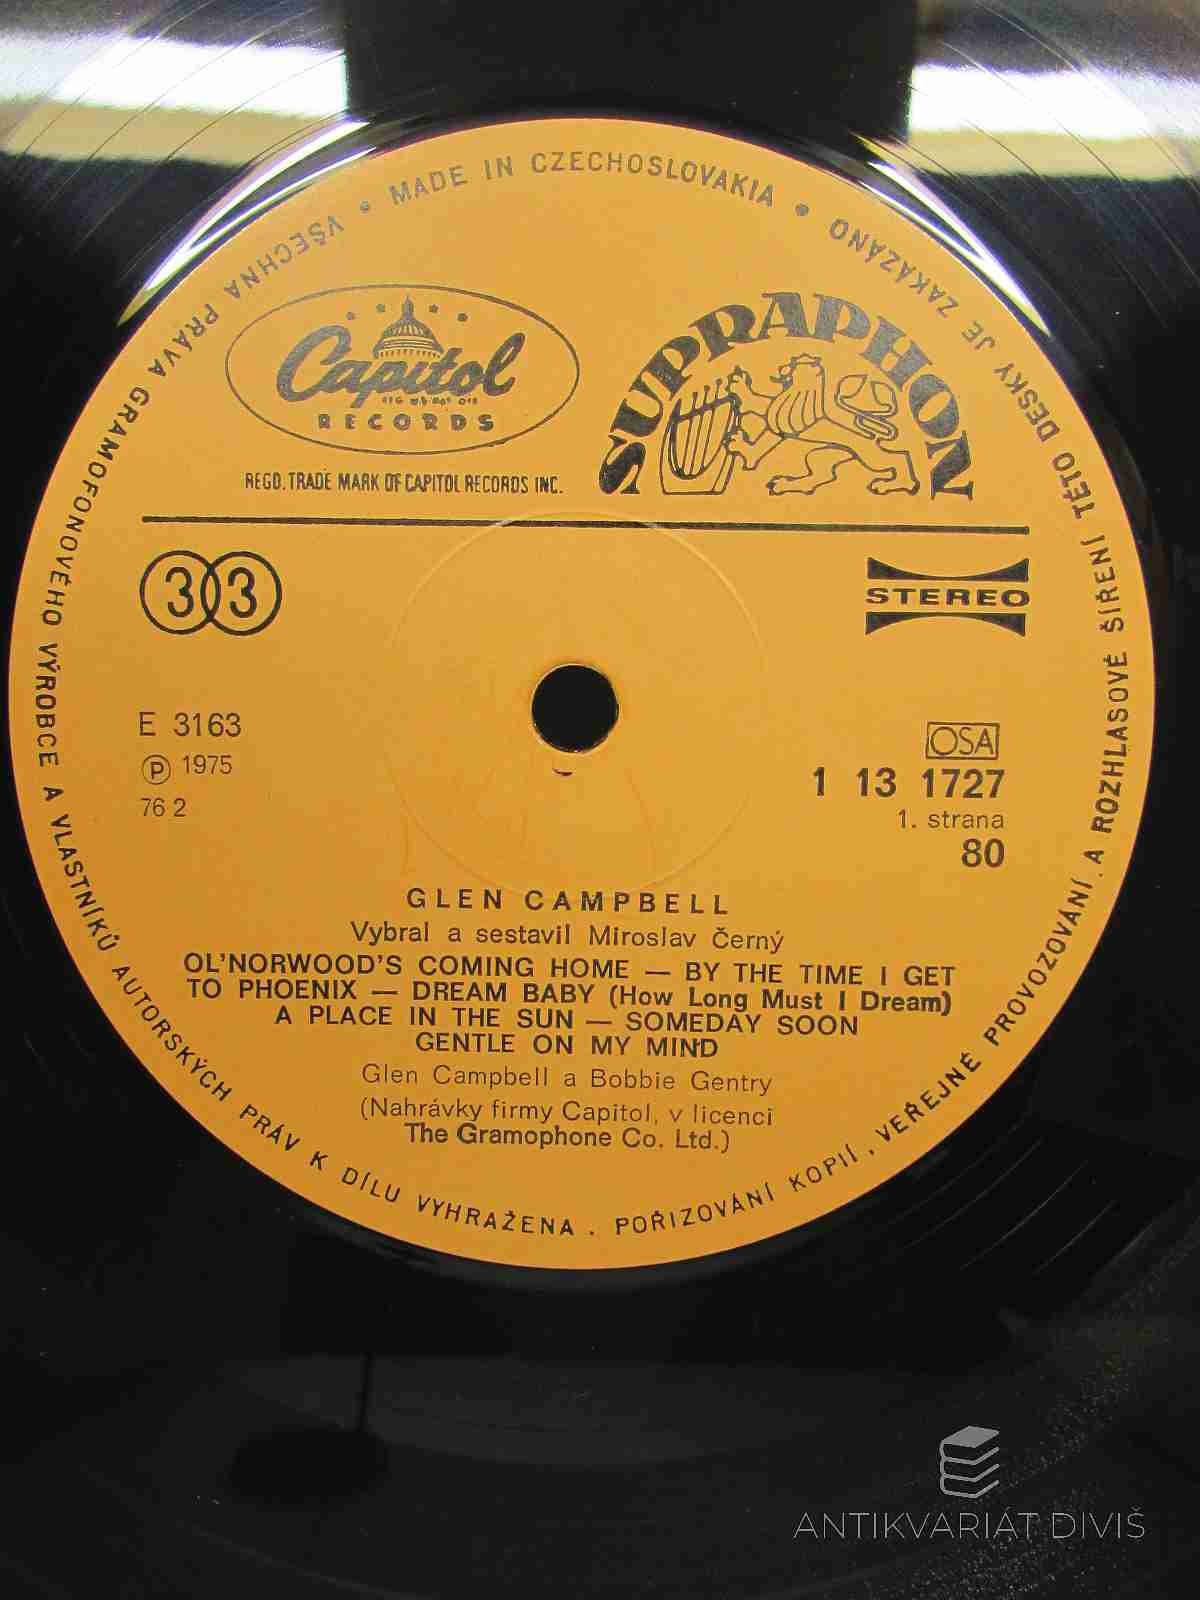 MADE IN CZECHOSLOVAKIA
VŠECHNA PRÁVA GRAMOFONOVÉHO VÝROBCE A VLASTNÍKŮ AUTORSKÝCH PRÁV K DÍLU VYHRAŽENA . POŘIZOVÁNÍ KOPIÍ , VEŘEJNÉ PROVOZOVÁNÍ A ROZHLASOVÉ ŠÍŘENÍ TÉTO DESKY JE ZAKÁZÁNO
Capitol
RECORDS
REGD. TRADE MARK OF CAPITOL RECORDS INC.
SUPRAPHON
33
STEREO
E 3163
Ⓟ 1975
76 2
OSA
1 13 1727
1. strana
80
GLEN CAMPBELL
Vybral a sestavil Miroslav Černý
OL'NORWOOD'S COMING HOME — BY THE TIME I GET
TO PHOENIX — DREAM BABY (How Long Must I Dream)
A PLACE IN THE SUN — SOMEDAY SOON
GENTLE ON MY MIND
Glen Campbell a Bobbie Gentry
(Nahrávky firmy Capitol, v licenci
The Gramophone Co. Ltd.)
ANTIKVARIÁT DIVIŠ